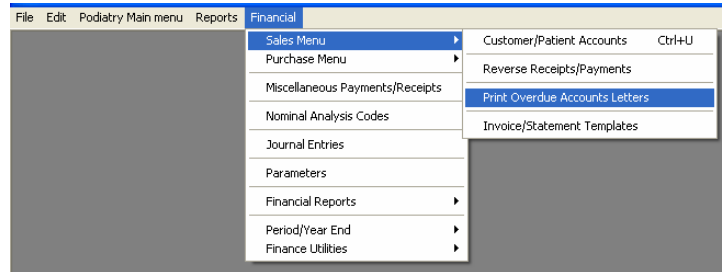 File Edit Podiatry Main menu Reports Financial
Sales Menu
Purchase Menu
Miscellaneous Payments/Receipts
Nominal Analysis Codes
Journal Entries
Parameters
Financial Reports
Period/Year End
Finance Utilities
Customer/Patient Accounts Ctrl+U
Reverse Receipts/Payments
Print Overdue Accounts Letters
Invoice/Statement Templates